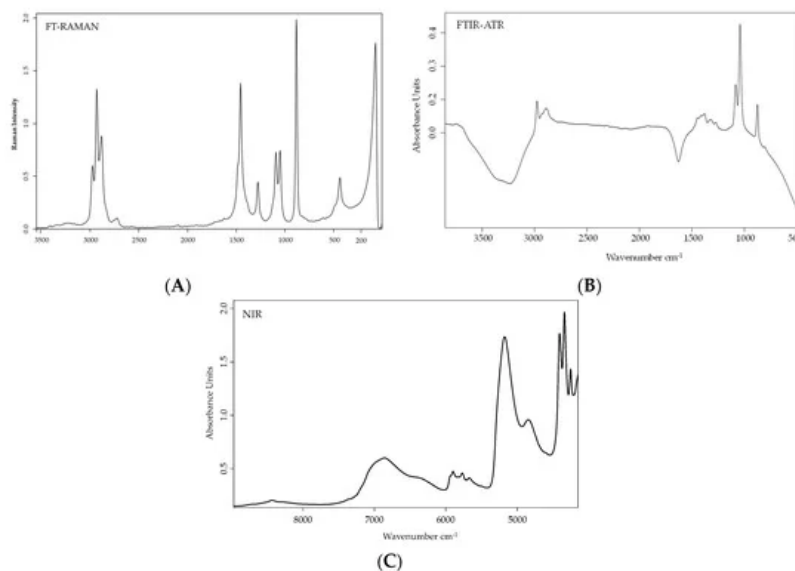 FT-RAMAN
2.0
1.5
1.0
0.5
0.0
Raman Intensity
3500 3000 2500 2000 1500 1000 500 200
(A)
FTIR-ATR
0.4
0.3
0.2
0.0
Absorbance Units
3500 3000 2000 1500 1000
Wavenumber cm-1
(B)
NIR
2.0
1.5
1.0
0.5
Absorbance Units
8000 7000 6000 5000
Wavenumber cm-1
(C)